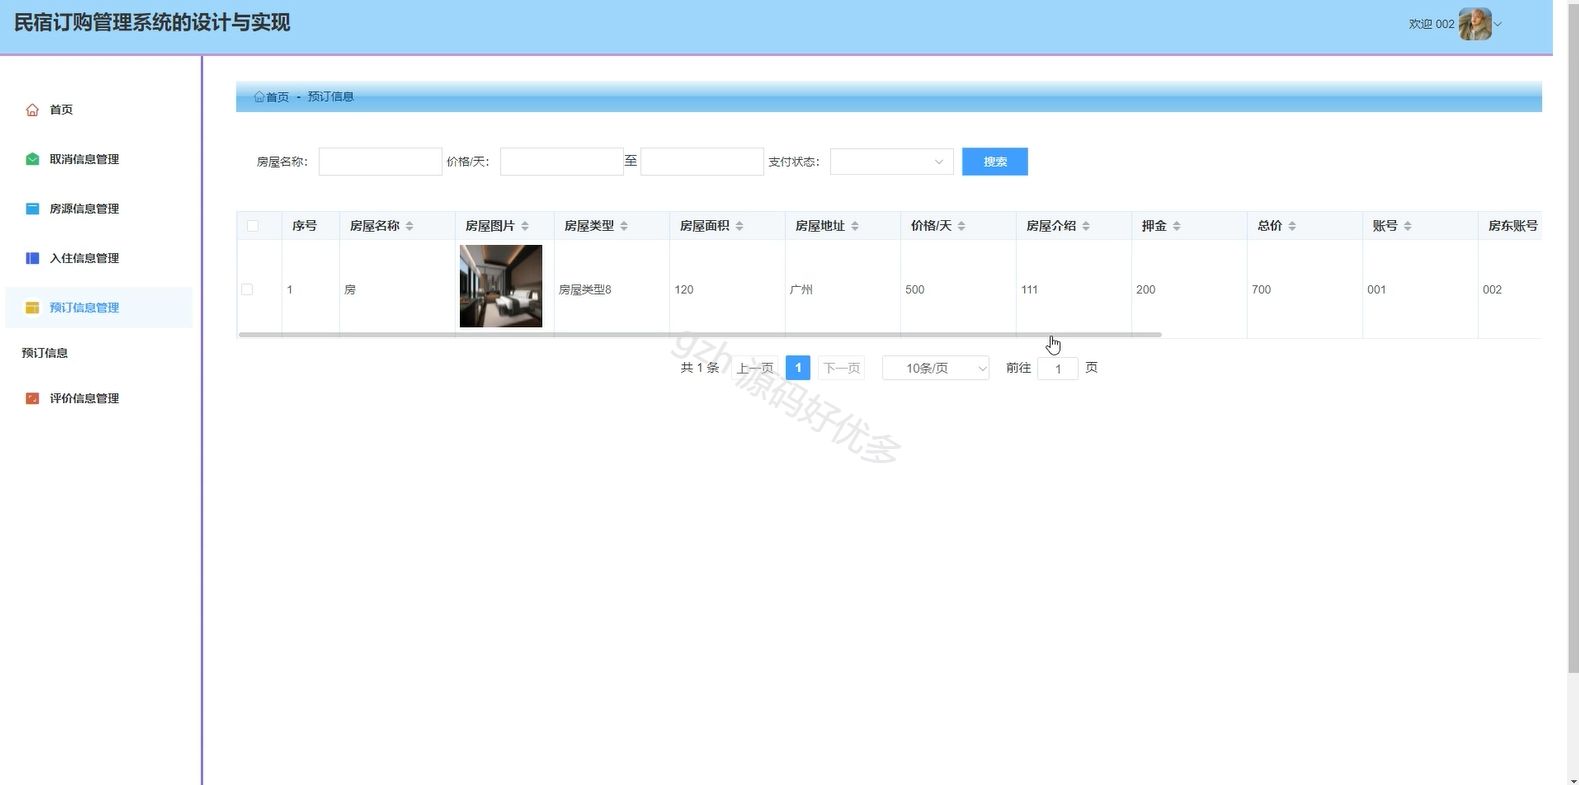 民宿订购管理系统的设计与实现
欢迎 002
首页
取消信息管理
房源信息管理
入住信息管理
预订信息管理
预订信息
评价信息管理
首页 - 预订信息
房屋名称： 价格/天： 至 支付状态： 搜索
序号 房屋名称 房屋图片 房屋类型 房屋面积 房屋地址 价格/天 房屋介绍 押金 总价 账号 房东账号
1 房 房屋类型8 120 广州 500 111 200 700 001 002
共 1 条 上一页 1 下一页 10条/页 前往 1 页
gzh 源码好优多